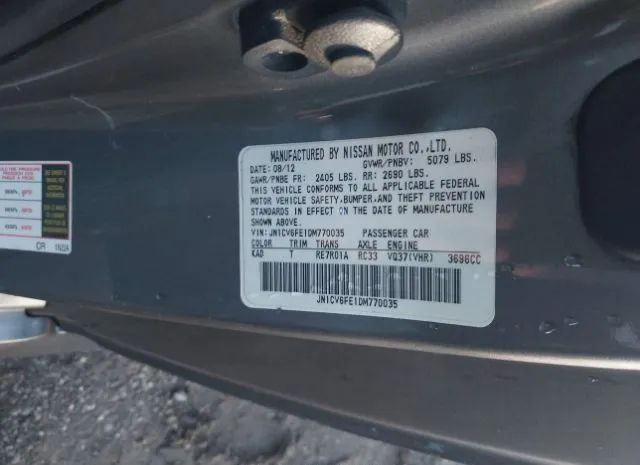 MANUFACTURED BY NISSAN MOTOR CO.,LTD.
DATE: 08/12 GVWR/PNBV: 5079 LBS.
GAWR/PNBE FR: 2405 LBS. RR: 2690 LBS.
THIS VEHICLE CONFORMS TO ALL APPLICABLE FEDERAL
MOTOR VEHICLE SAFETY,BUMPER,AND THEFT PREVENTION
STANDARDS IN EFFECT ON THE DATE OF MANUFACTURE
SHOWN ABOVE.
VIN: JN1CV6FE1DM770035 PASSENGER CAR
COLOR TRIM TRANS AXLE ENGINE
KAD T RE7R01A RC33 VQ37(VHR) 3696CC
JN1CV6FE1DM770035
CR